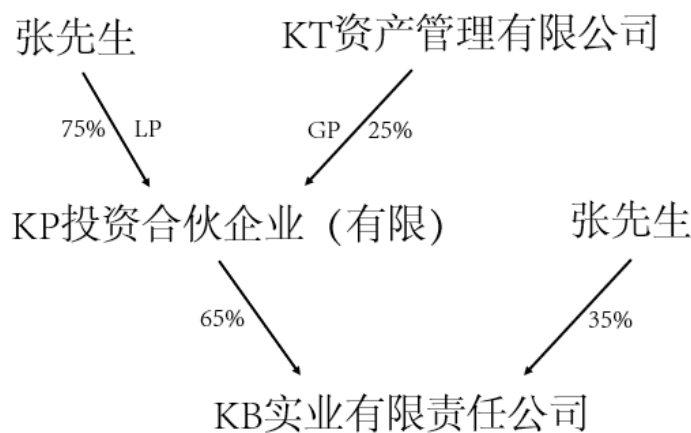 张先生
KT资产管理有限公司
75%
LP
GP
25%
KP投资合伙企业（有限）
张先生
65%
35%
KB实业有限责任公司